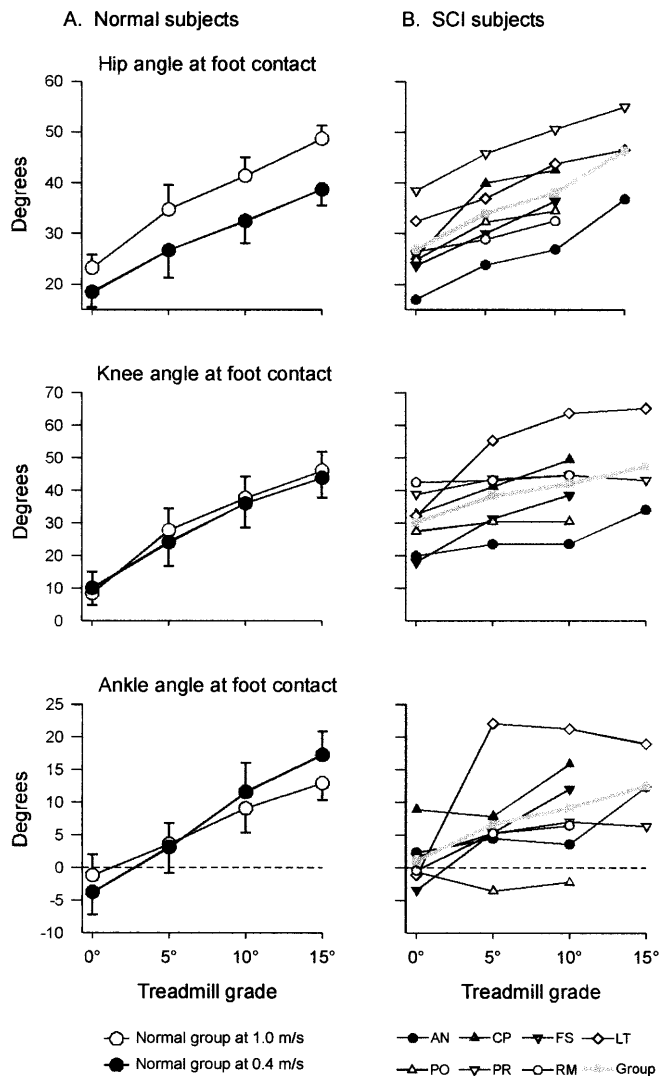 A. Normal subjects
B. SCI subjects
Hip angle at foot contact
60
50
40
30
20
Degrees
Knee angle at foot contact
70
60
50
40
30
20
10
0
Degrees
Ankle angle at foot contact
25
20
15
10
5
0
-5
-10
Degrees
0° 5° 10° 15°
0° 5° 10° 15°
Treadmill grade
Treadmill grade
Normal group at 1.0 m/s
Normal group at 0.4 m/s
AN CP FS LT
PO PR RM Group